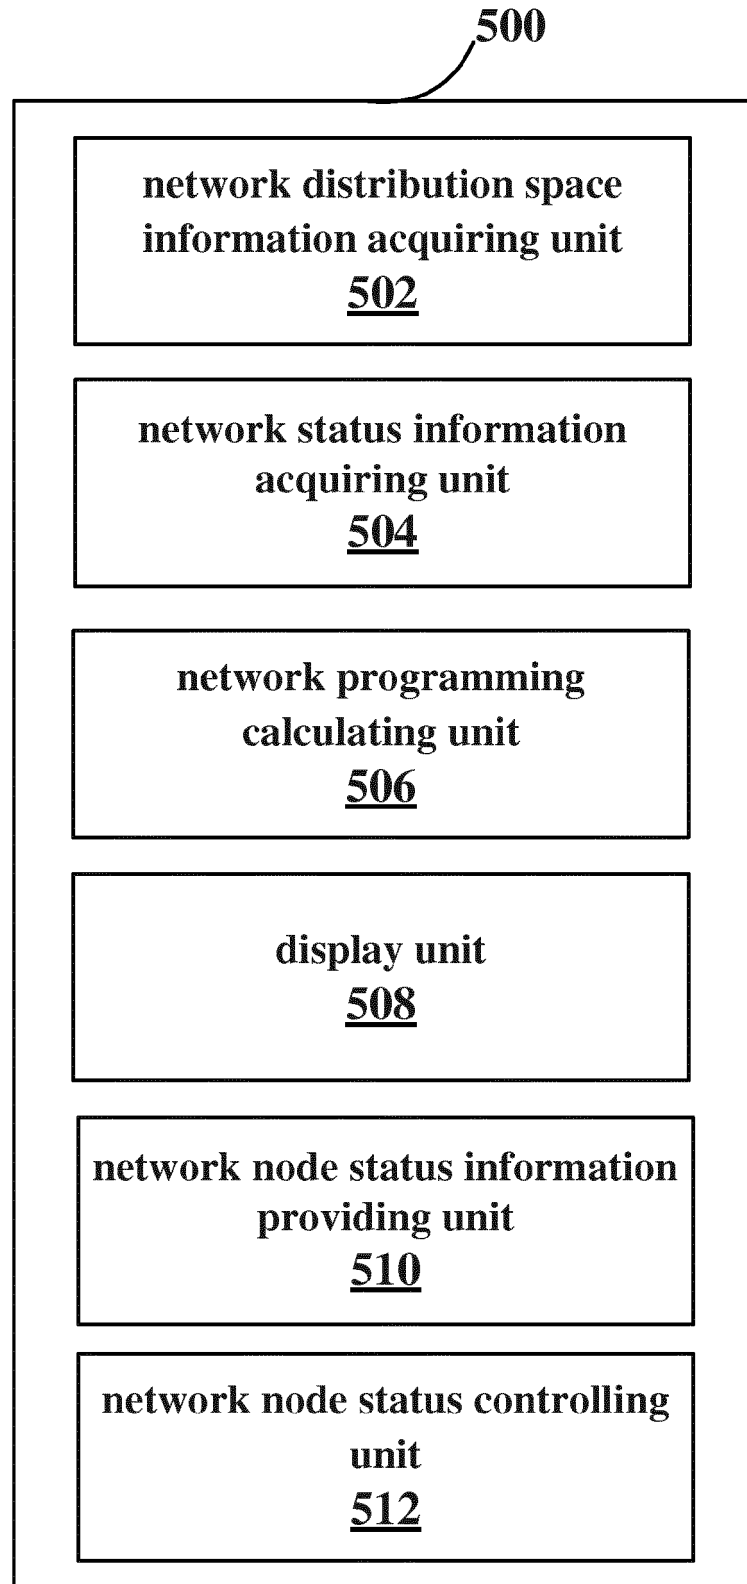 500
network distribution space
information acquiring unit
502
network status information
acquiring unit
504
network programming
calculating unit
506
display unit
508
network node status information
providing unit
510
network node status controlling
unit
512